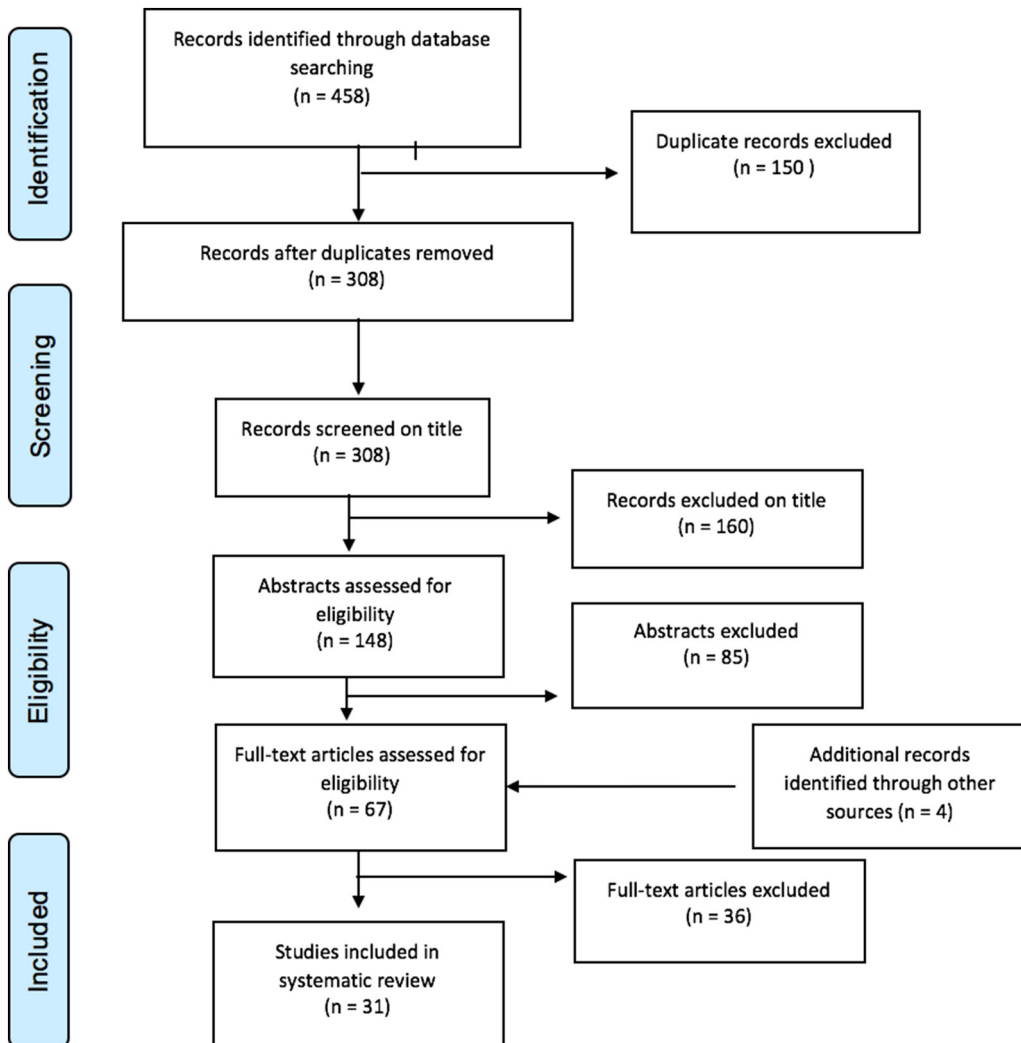 Identification
Records identified through database
searching
(n = 458)
Duplicate records excluded
(n = 150 )
Records after duplicates removed
(n = 308)
Screening
Records screened on title
(n = 308)
Records excluded on title
(n = 160)
Eligibility
Abstracts assessed for
eligibility
(n = 148)
Abstracts excluded
(n = 85)
Full-text articles assessed for
eligibility
(n = 67)
Additional records
identified through other
sources (n = 4)
Included
Full-text articles excluded
(n = 36)
Studies included in
systematic review
(n = 31)